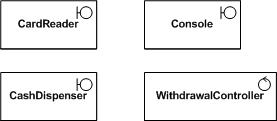 CardReader
Console
CashDispenser
WithdrawalController